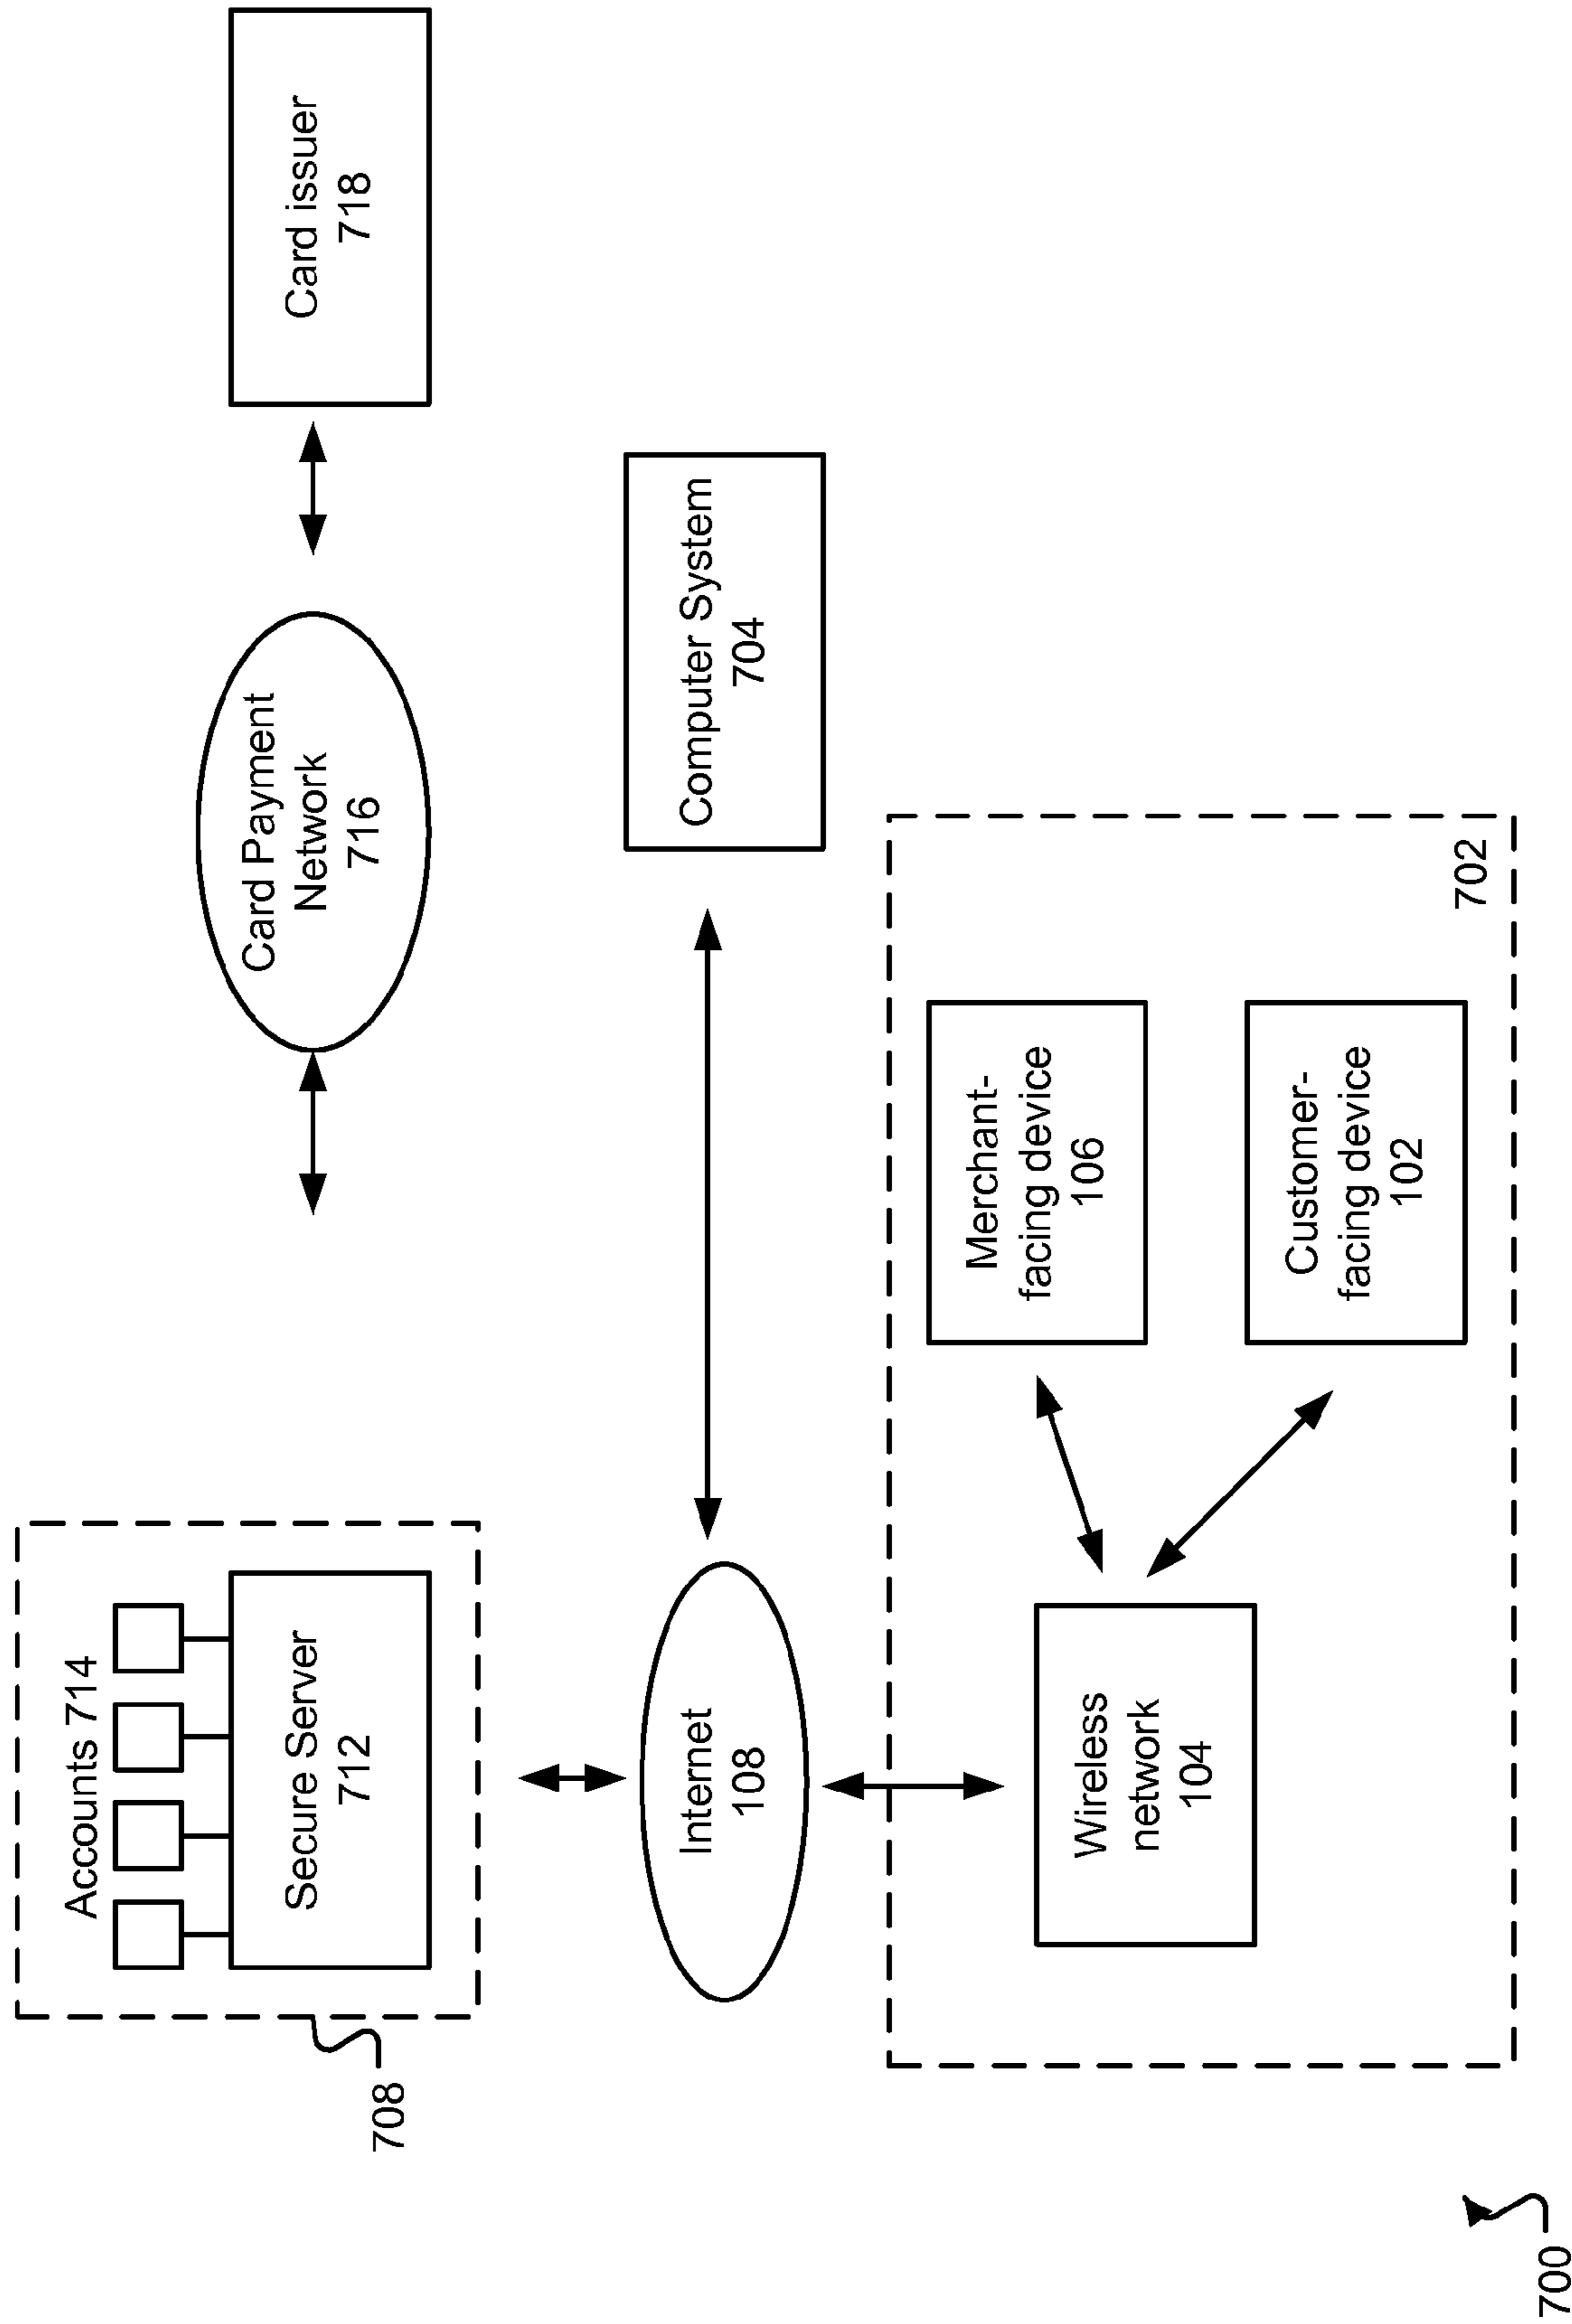 Accounts 714
Secure Server
712
708
Card Payment
Network
716
Card issuer
718
Internet
108
Computer System
704
Wireless
network
104
Merchant-
facing device
106
Customer-
facing device
102
702
700